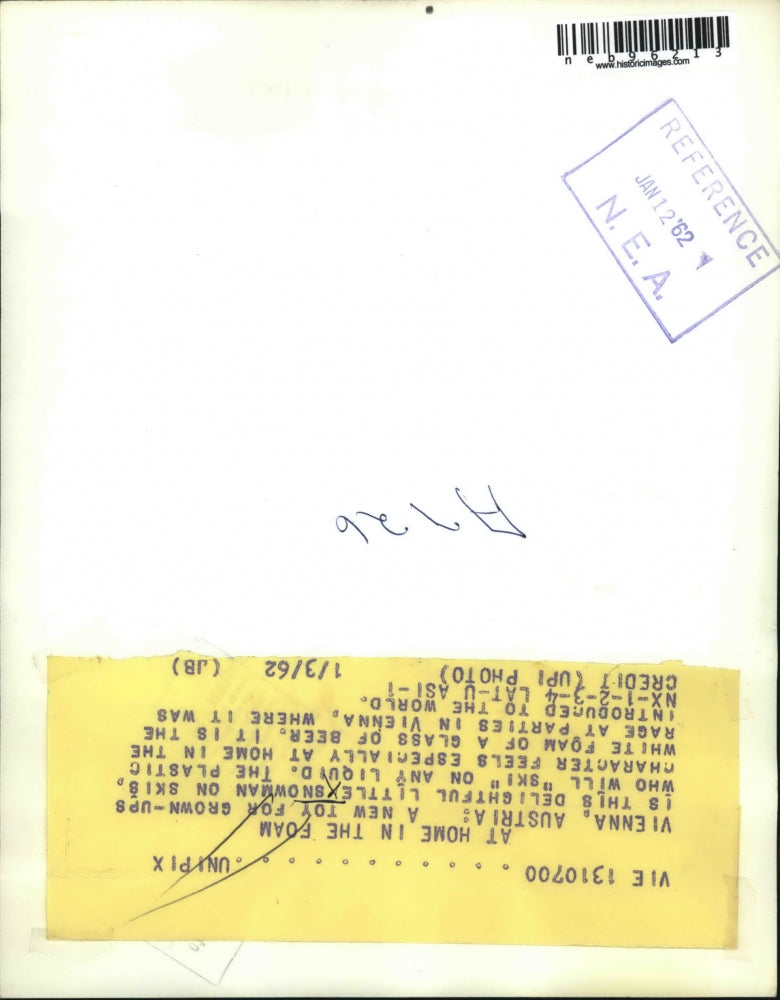 neb96213
www.historicimages.com
REFERENCE
JAN 12 '62
N. E. A.
VIE 1310700 . . . . . . . . . . . . UNIPIX
AT HOME IN THE FOAM
VIENNA, AUSTRIA: A NEW TOY FOR GROWN-UPS
IS THIS DELIGHTFUL LITTLE SNOWMAN ON SKIS,
WHO WILL "SKI" ON ANY LIQUID. THE PLASTIC
CHARACTER FEELS ESPECIALLY AT HOME IN THE
WHITE FOAM OF A GLASS OF BEER. IT IS THE
RAGE AT PARTIES IN VIENNA, WHERE IT WAS
INTRODUCED TO THE WORLD.
NX-1-2-3-4 LAT-U ASI-1
CREDIT (UPI PHOTO) 1/3/62 (JB)